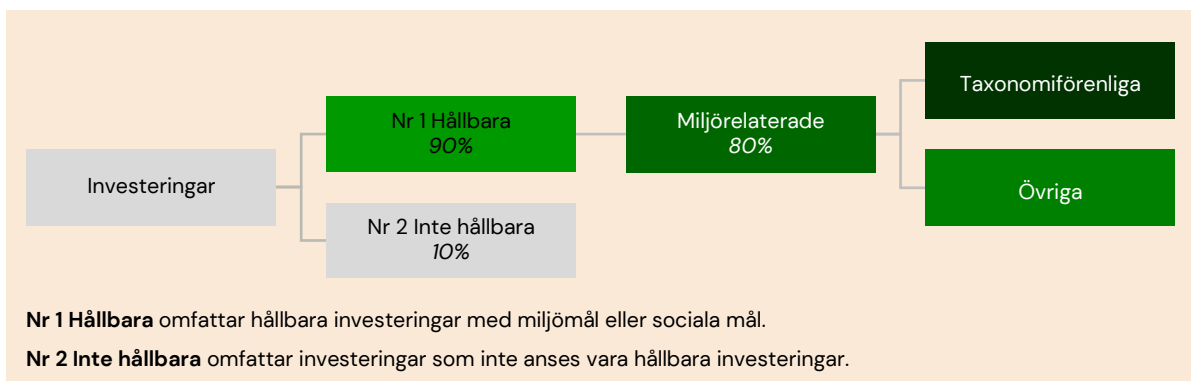 Investeringar
Nr 1 Hållbara
90%
Nr 2 Inte hållbara
10%
Miljörelaterade
80%
Taxonomiförenliga
Övriga
Nr 1 Hållbara omfattar hållbara investeringar med miljömål eller sociala mål.
Nr 2 Inte hållbara omfattar investeringar som inte anses vara hållbara investeringar.